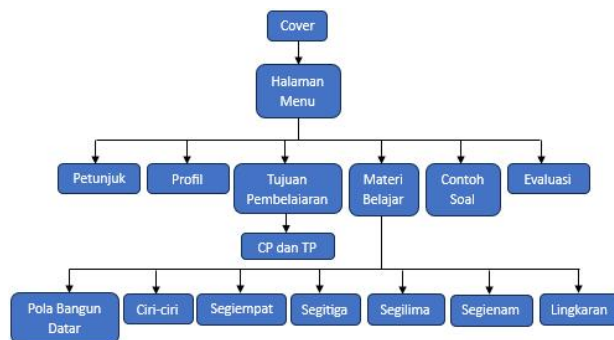 Cover
Halaman
Menu
Petunjuk
Profil
Tujuan
Pembelaiaran
Materi
Belajar
Contoh
Soal
Evaluasi
CP dan TP
Pola Bangun
Datar
Ciri-ciri
Segiempat
Segitiga
Segilima
Segienam
Lingkaran